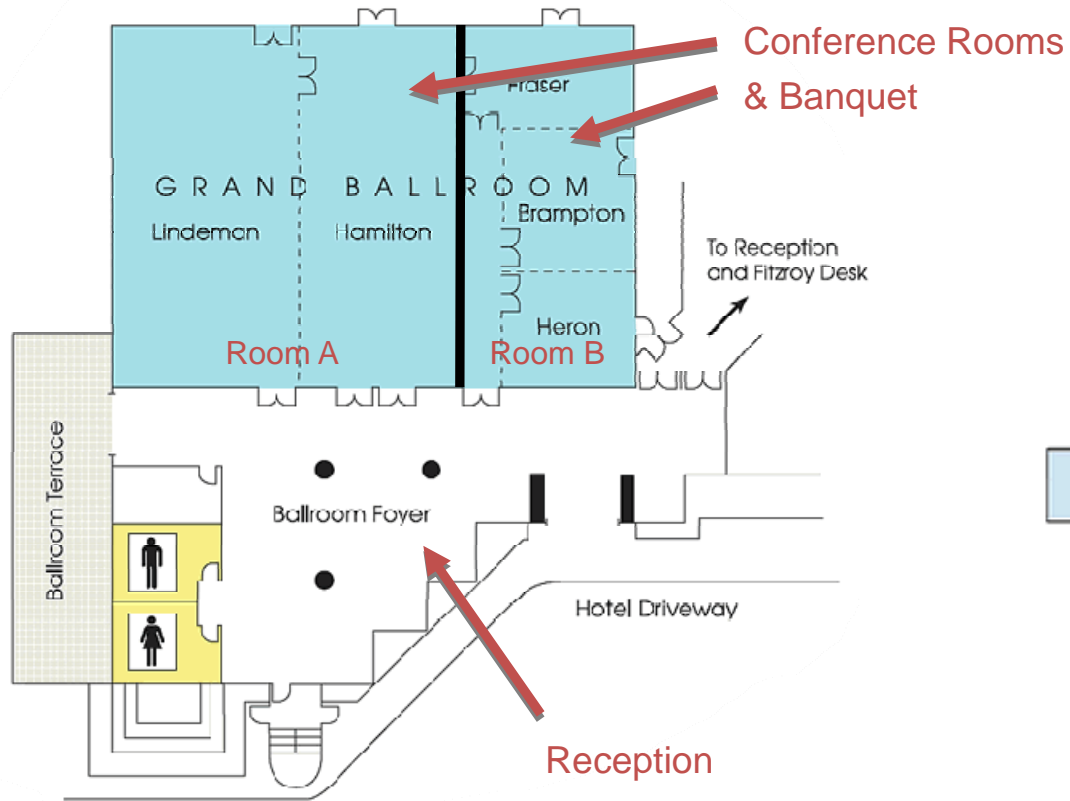 Conference Rooms
& Banquet
Fraser
GRAND BALLROOM
Brampton
Lindeman
Hamilton
To Reception
and Fitzroy Desk
Heron
Room A
Room B
Ballroom Terrace
Ballroom Foyer
Hotel Driveway
Reception